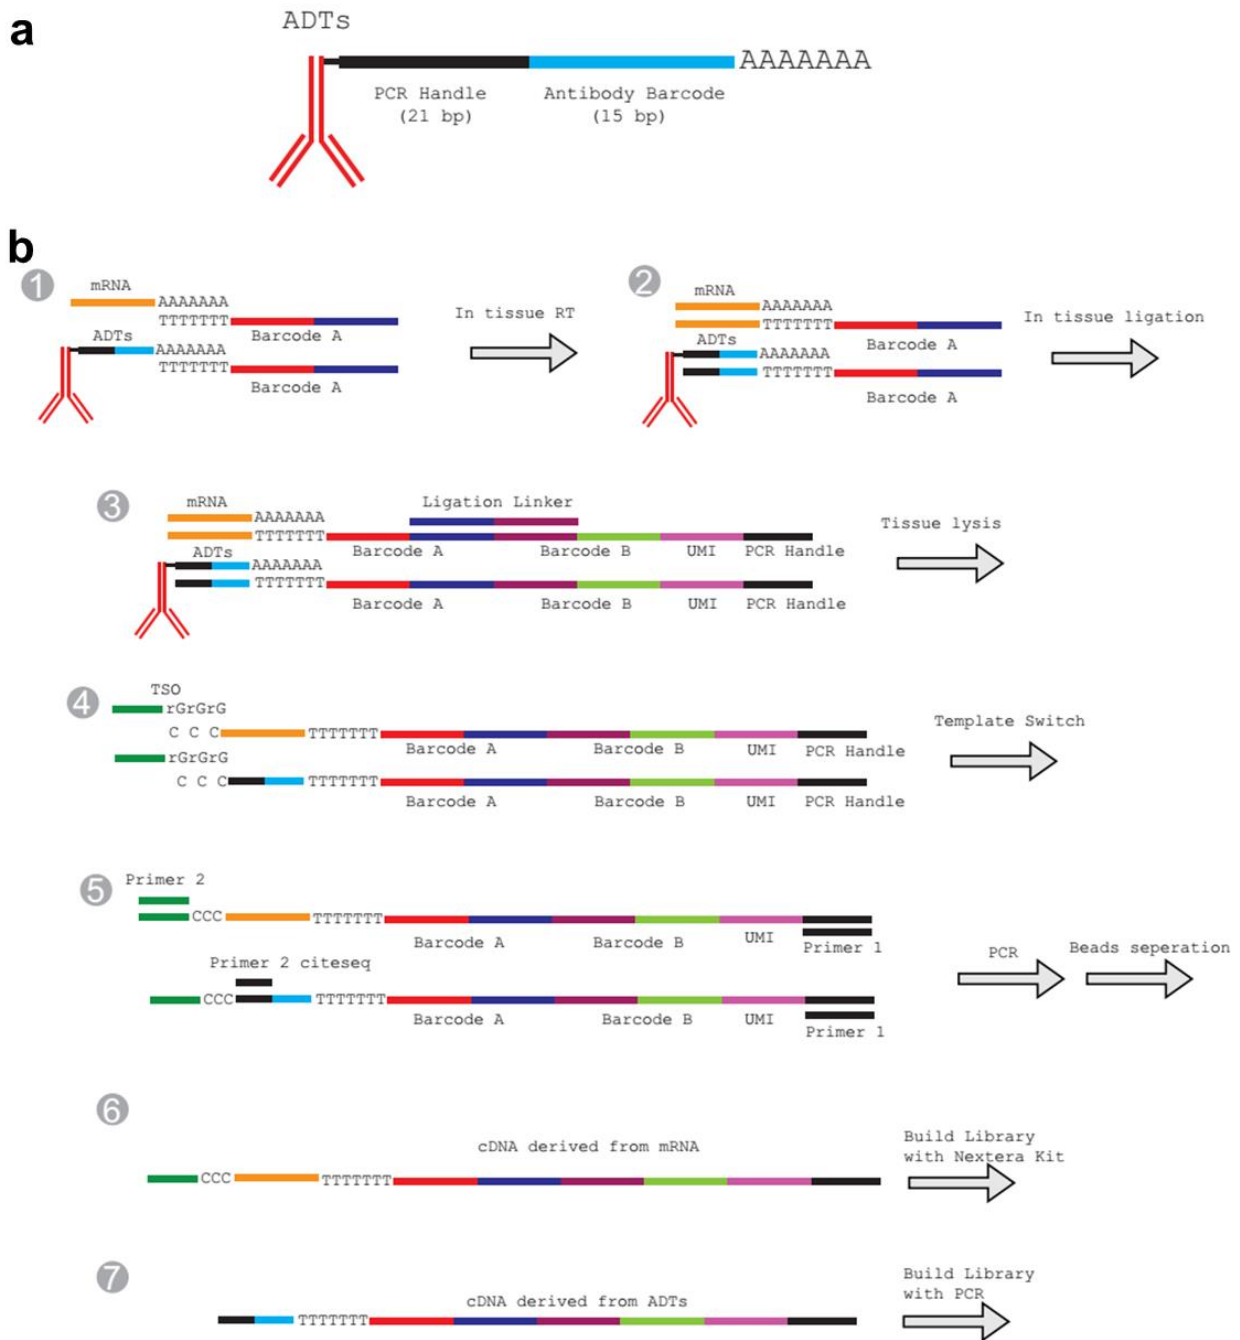 a
ADTs
AAAAAAA
PCR Handle
(21 bp)
Antibody Barcode
(15 bp)
b
1
mRNA
AAAAAAA
TTTTTTT
Barcode A
ADTs
AAAAAAA
TTTTTTT
Barcode A
In tissue RT
2
mRNA
AAAAAAA
TTTTTTT
Barcode A
ADTs
AAAAAAA
TTTTTTT
Barcode A
In tissue ligation
3
mRNA
AAAAAAA
Ligation Linker
TTTTTTT
Barcode A
Barcode B
UMI
PCR Handle
ADTs
AAAAAAA
TTTTTTT
Barcode A
Barcode B
UMI
PCR Handle
Tissue lysis
4
TSO
rGrGrG
C C C
TTTTTTT
Barcode A
Barcode B
UMI
PCR Handle
rGrGrG
C C C
TTTTTTT
Barcode A
Barcode B
UMI
PCR Handle
Template Switch
5
Primer 2
CCC
TTTTTTT
Barcode A
Barcode B
UMI
Primer 1
Primer 2 citeseq
CCC
TTTTTTT
Barcode A
Barcode B
UMI
Primer 1
PCR
Beads seperation
6
cDNA derived from mRNA
CCC
TTTTTTT
Build Library
with Nextera Kit
7
cDNA derived from ADTs
TTTTTTT
Build Library
with PCR